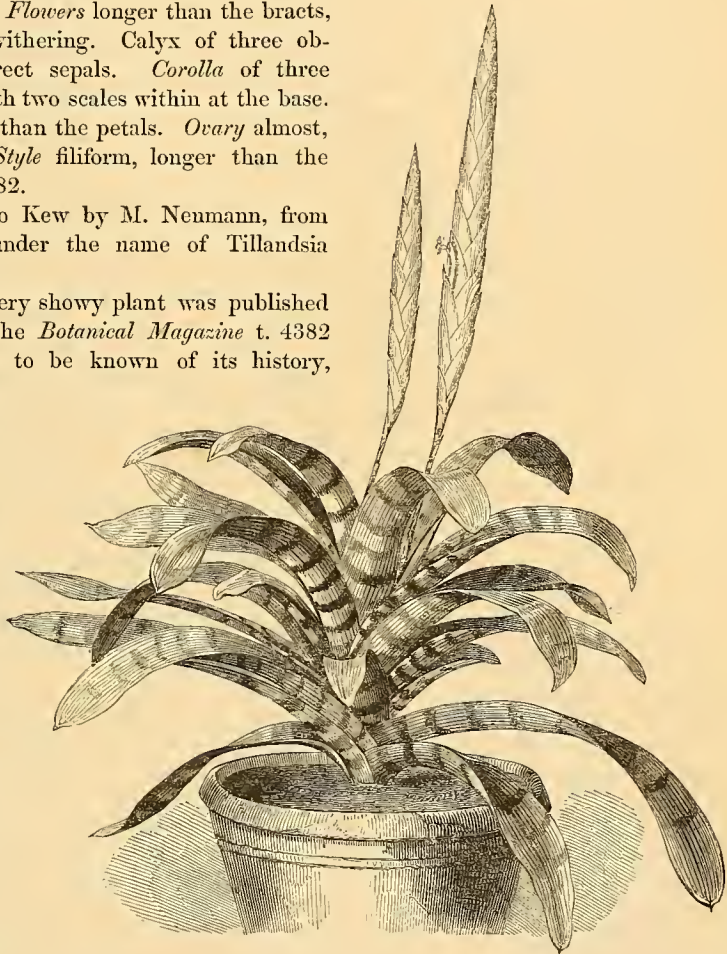 Flowers longer than the bracts,
withering. Calyx of three ob-
rect sepals. Corolla of three
th two scales within at the base.
than the petals. Ovary almost,
Style filiform, longer than the
82.
o Kew by M. Neumann, from
nder the name of Tillandsia
ery showy plant was published
he Botanical Magazine t. 4382
to be known of its history,